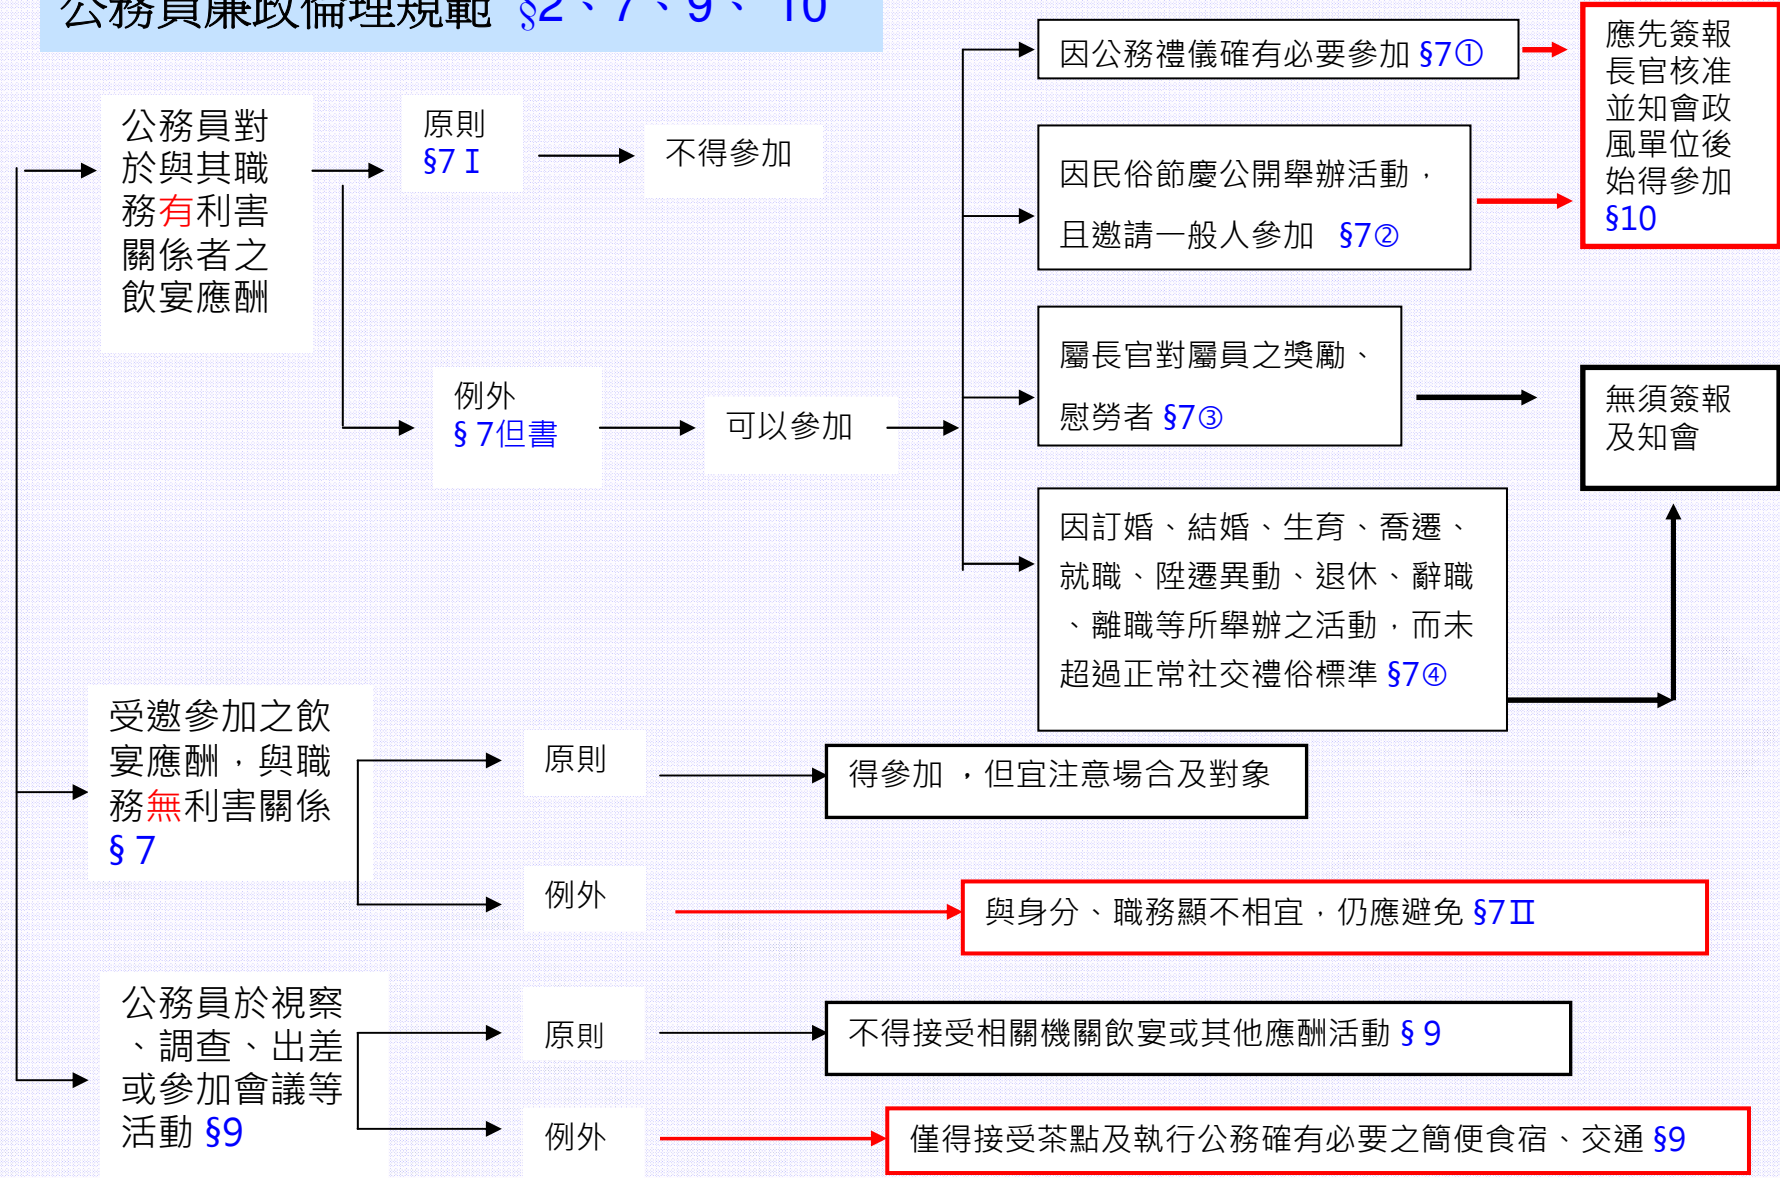 公務員廉政倫理規範 §2、7、9、 10
公務員對
於與其職
務有利害
關係者之
飲宴應酬
原則
§7 I
不得參加
例外
§ 7但書
可以參加
因公務禮儀確有必要參加 §7①
因民俗節慶公開舉辦活動，
且邀請一般人參加 §7②
屬長官對屬員之獎勵、
慰勞者 §7③
因訂婚、結婚、生育、喬遷、
就職、陞遷異動、退休、辭職
、離職等所舉辦之活動，而未
超過正常社交禮俗標準 §7④
應先簽報
長官核准
並知會政
風單位後
始得參加
§10
無須簽報
及知會
受邀參加之飲
宴應酬，與職
務無利害關係
§ 7
原則
得參加 ，但宜注意場合及對象
例外
與身分、職務顯不相宜，仍應避免 §7Ⅱ
公務員於視察
、調查、出差
或參加會議等
活動 §9
原則
不得接受相關機關飲宴或其他應酬活動 § 9
例外
僅得接受茶點及執行公務確有必要之簡便食宿、交通 §9